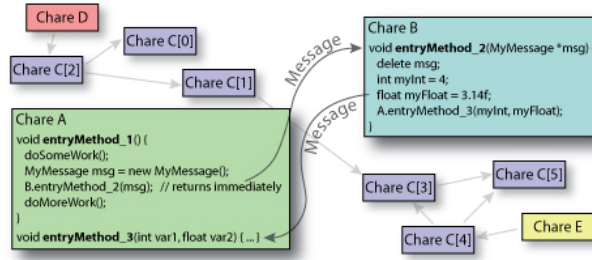 Chare D
Chare C[0]
Chare C[2]
Chare C[1]
Chare A
void entryMethod_1() {
doSomeWork();
MyMessage msg = new MyMessage();
B.entryMethod_2(msg); // returns immediately
doMoreWork();
}
void entryMethod_3(int var1, float var2) { ... }
Message
Message
Chare B
void entryMethod_2(MyMessage *msg)
delete msg;
int myInt = 4;
float myFloat = 3.14f;
A.entryMethod_3(myInt, myFloat);
}
Chare C[3]
Chare C[5]
Chare C[4]
Chare E